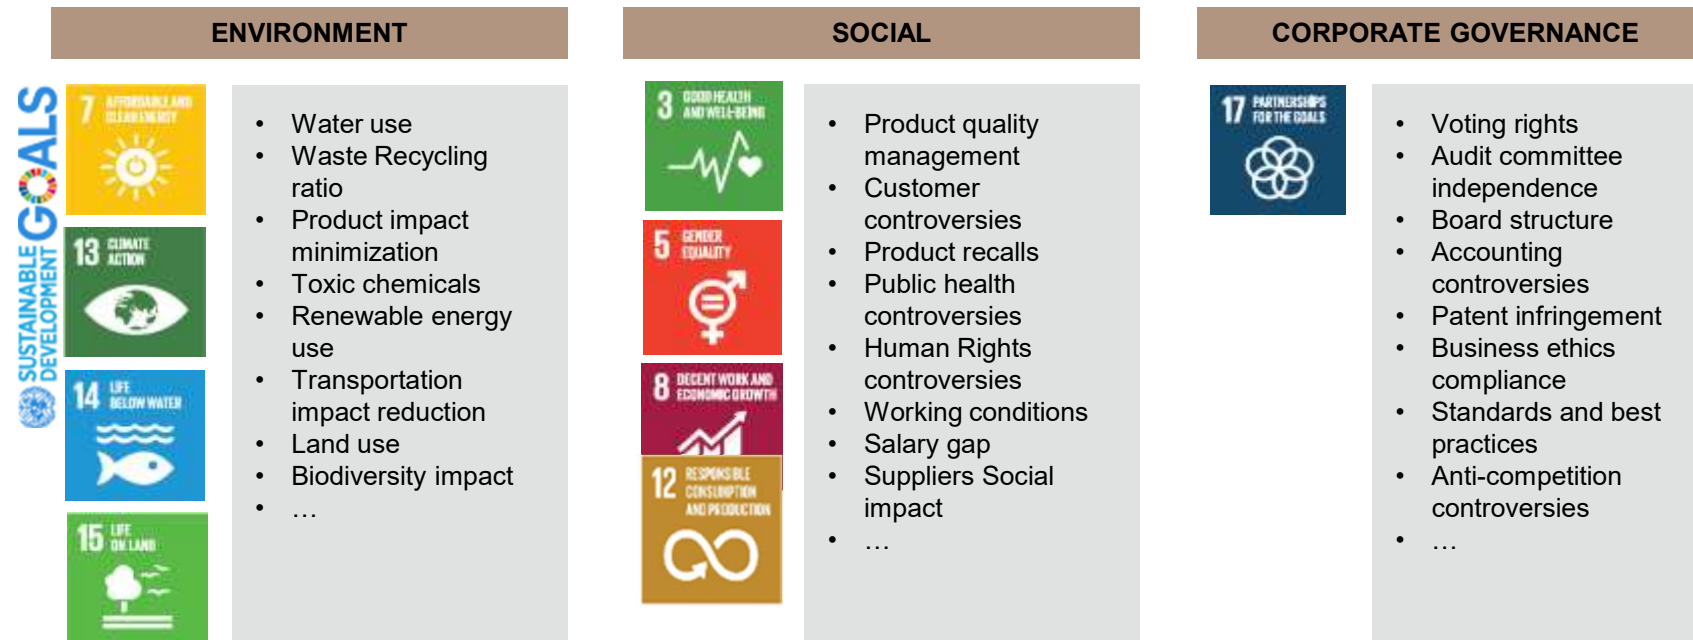 ENVIRONMENT
SUSTAINABLE
DEVELOPMENT
GOALS
7 AFFORDABLE AND
CLEAN ENERGY
13 CLIMATE
ACTION
14 LIFE
BELOW WATER
15 LIFE
ON LAND
• Water use
• Waste Recycling
ratio
• Product impact
minimization
• Toxic chemicals
• Renewable energy
use
• Transportation
impact reduction
• Land use
• Biodiversity impact
• …
SOCIAL
3 GOOD HEALTH
AND WELL-BEING
5 GENDER
EQUALITY
8 DECENT WORK AND
ECONOMIC GROWTH
12 RESPONSIBLE
CONSUMPTION
AND PRODUCTION
• Product quality
management
• Customer
controversies
• Product recalls
• Public health
controversies
• Human Rights
controversies
• Working conditions
• Salary gap
• Suppliers Social
impact
• …
CORPORATE GOVERNANCE
17 PARTNERSHIPS
FOR THE GOALS
• Voting rights
• Audit committee
independence
• Board structure
• Accounting
controversies
• Patent infringement
• Business ethics
compliance
• Standards and best
practices
• Anti-competition
controversies
• …